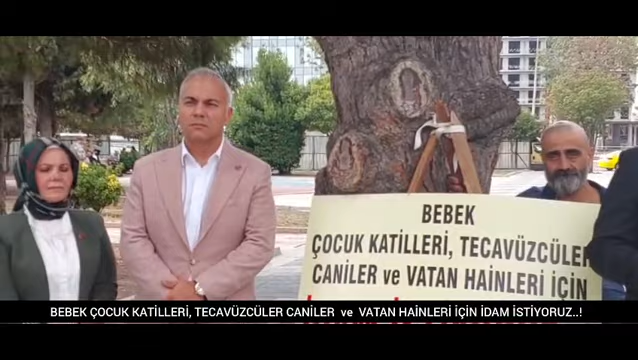 BEBEK
ÇOCUK KATİLLERİ, TECAVÜZCÜLER
CANİLER ve VATAN HAİNLERİ İÇİN
BEBEK ÇOCUK KATİLLERİ, TECAVÜZCÜLER CANİLER ve VATAN HAİNLERİ İÇİN İDAM İSTİYORUZ..!